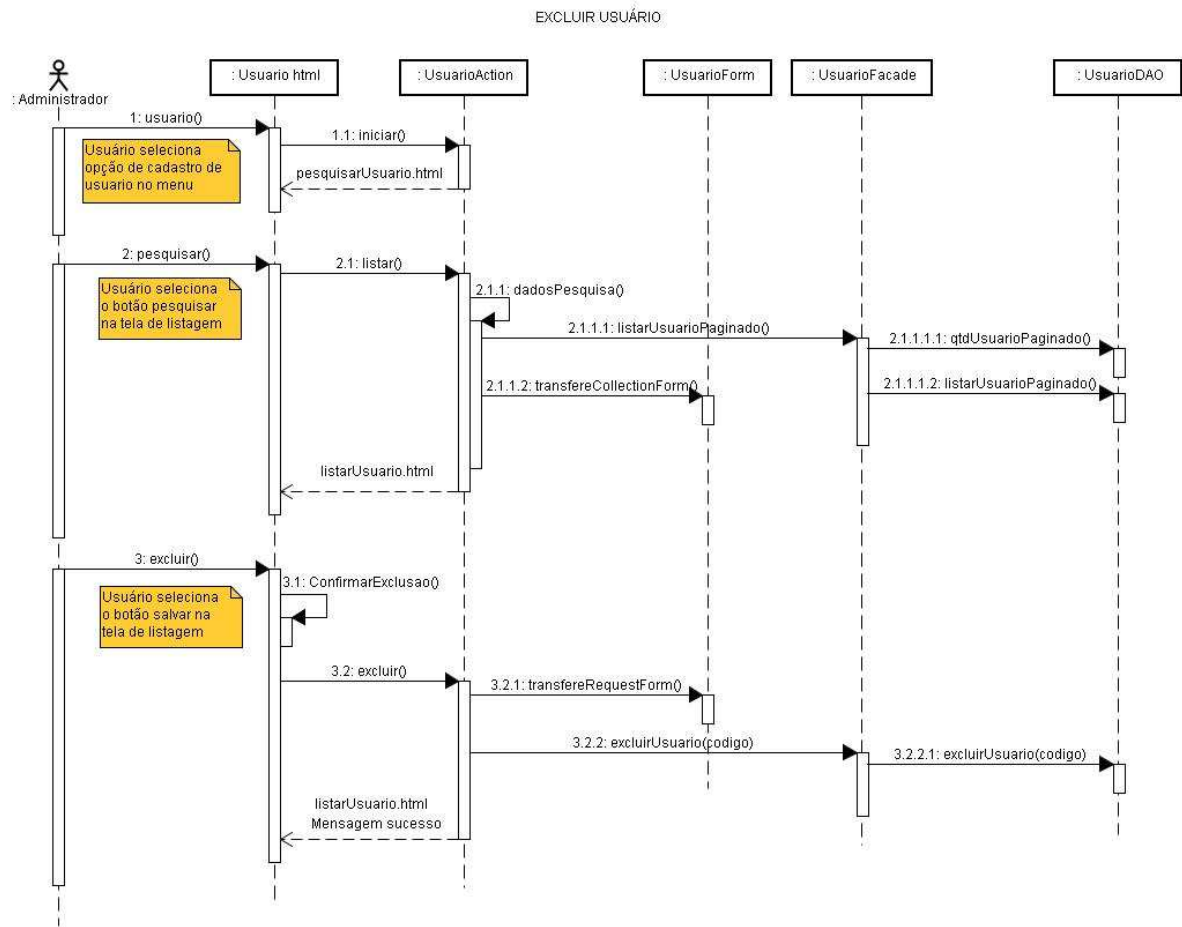 EXCLUIR USUÁRIO
: Administrador
: Usuario html
: UsuarioAction
: UsuarioForm
: UsuarioFacade
: UsuarioDAO
1: usuario()
Usuário seleciona
opção de cadastro de
usuario no menu
1.1: iniciar()
pesquisarUsuario.html
2: pesquisar()
Usuário seleciona
o botão pesquisar
na tela de listagem
2.1: listar()
2.1.1: dadosPesquisa()
2.1.1.1: listarUsuarioPaginado()
2.1.1.1.1: qtdUsuarioPaginado()
2.1.1.1.2: listarUsuarioPaginado()
2.1.1.2: transfereCollectionForm()
listarUsuario.html
3: excluir()
Usuário seleciona
o botão salvar na
tela de listagem
3.1: ConfirmarExclusao()
3.2: excluir()
3.2.1: transfereRequestForm()
3.2.2: excluirUsuario(codigo)
3.2.2.1: excluirUsuario(codigo)
listarUsuario.html
Mensagem sucesso